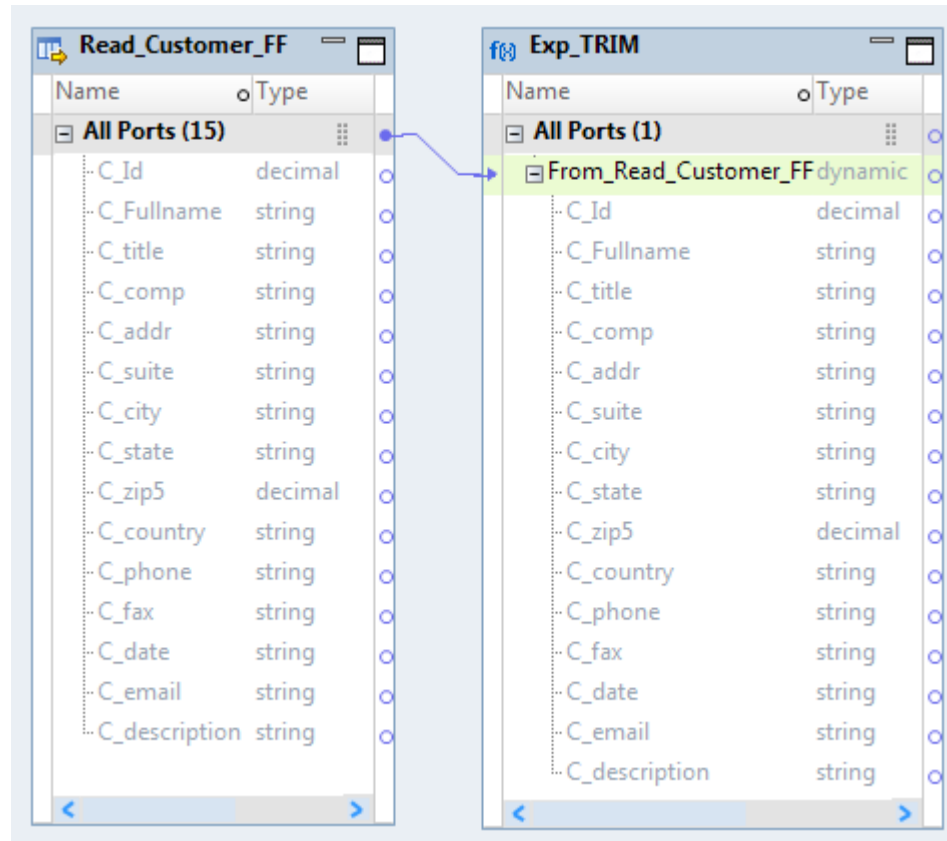 Read_Customer_FF
Name Type
All Ports (15)
C_Id decimal
C_Fullname string
C_title string
C_comp string
C_addr string
C_suite string
C_city string
C_state string
C_zip5 decimal
C_country string
C_phone string
C_fax string
C_date string
C_email string
C_description string
f(x) Exp_TRIM
Name Type
All Ports (1)
From_Read_Customer_FF dynamic
C_Id decimal
C_Fullname string
C_title string
C_comp string
C_addr string
C_suite string
C_city string
C_state string
C_zip5 decimal
C_country string
C_phone string
C_fax string
C_date string
C_email string
C_description string